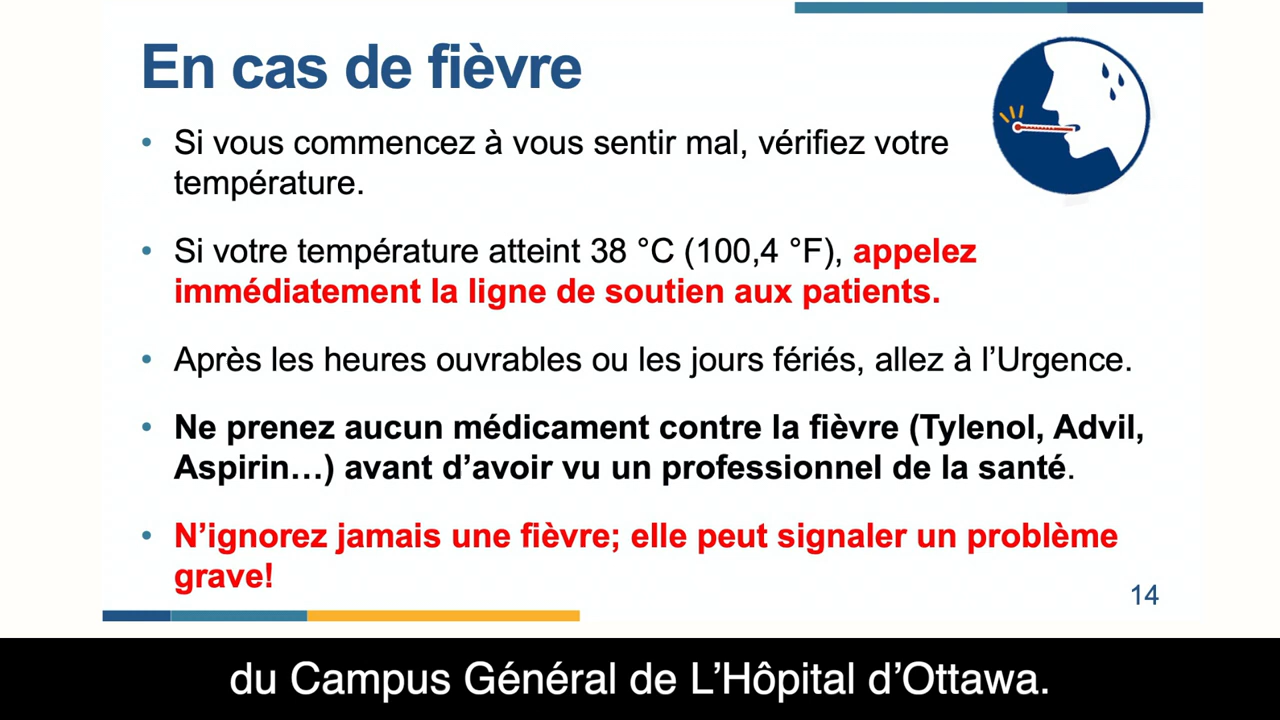 En cas de fièvre
• Si vous commencez à vous sentir mal, vérifiez votre
température.
• Si votre température atteint 38 °C (100,4 °F), appelez
immédiatement la ligne de soutien aux patients.
• Après les heures ouvrables ou les jours fériés, allez à l’Urgence.
• Ne prenez aucun médicament contre la fièvre (Tylenol, Advil,
Aspirin…) avant d’avoir vu un professionnel de la santé.
• N’ignorez jamais une fièvre; elle peut signaler un problème
grave!
14
du Campus Général de L’Hôpital d’Ottawa.